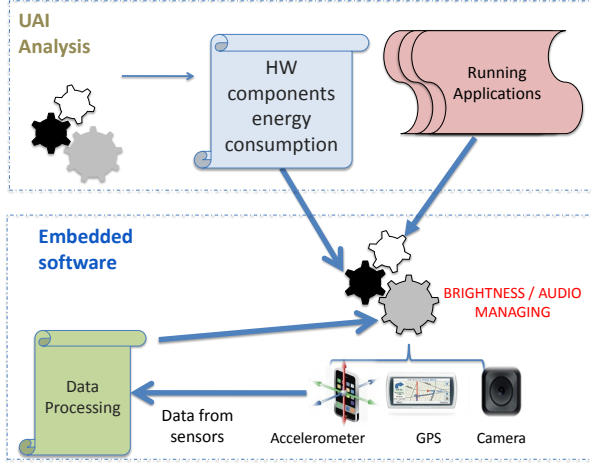 UAI
Analysis
HW
components
energy
consumption
Running
Applications
Embedded
software
BRIGHTNESS / AUDIO
MANAGING
Data
Processing
Data from
sensors
Accelerometer
GPS
Camera